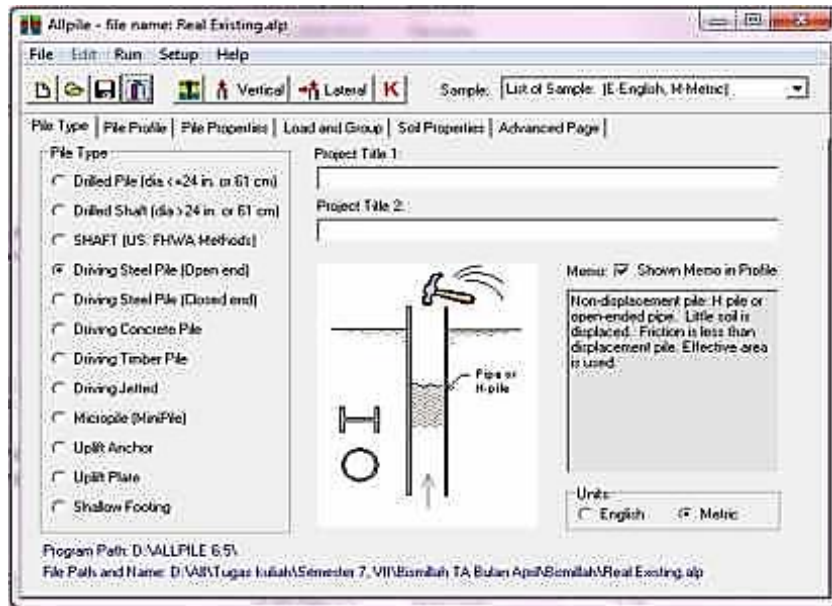 Allpile - file name: Real Existing.alp
File Edit Run Setup Help
Vertical Lateral K Sample: List of Sample: (E-English, M-Metric)
Pile Type Pile Profile Pile Properties Load and Group Soil Properties Advanced Page
Pile Type
Drilled Pile (dia <=24 in. or 61 cm)
Drilled Shaft (dia >24 in. or 61 cm)
SHAFT (US. FHWA Methods)
Driving Steel Pile (Open end)
Driving Steel Pile (Closed end)
Driving Concrete Pile
Driving Timber Pile
Driving Jetted
Micropile (MiniPile)
Uplift Anchor
Uplift Plate
Shallow Footing
Project Title 1:
Project Title 2:
Pipe or
H-pile
Memo: Shown Memo in Profile
Non-displacement pile: H pile or
open-ended pipe. Little soil is
displaced. Friction is less than
displacement pile. Effective area
is used.
Units
English Metric
Program Path: D:\ALLPILE 6.5\
File Path and Name: D:\All\Tugas kuliah\Semester 7, VII\Bismillah TA Bulan April\Bismillah\Real Existing.alp